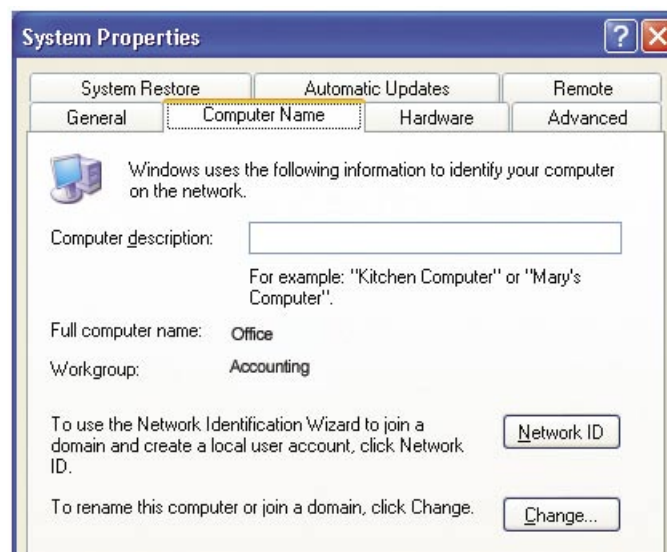 System Properties
System Restore
Automatic Updates
Remote
General
Computer Name
Hardware
Advanced
Windows uses the following information to identify your computer
on the network.
Computer description:
For example: "Kitchen Computer" or "Mary's
Computer".
Full computer name:
Office
Workgroup:
Accounting
To use the Network Identification Wizard to join a
domain and create a local user account, click Network
ID.
Network ID
To rename this computer or join a domain, click Change.
Change...